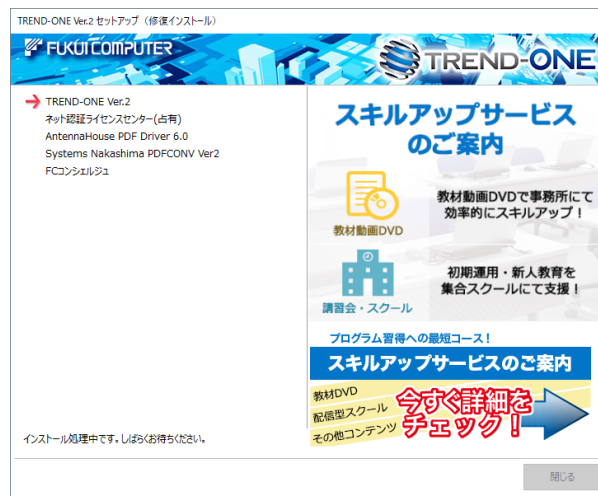 TREND-ONE Ver.2 セットアップ（修復インストール）
FUKUI COMPUTER
TREND-ONE
TREND-ONE Ver.2
ネット認証ライセンスセンター(占有)
AntennaHouse PDF Driver 6.0
Systems Nakashima PDFCONV Ver2
FCコンシェルジュ
インストール処理中です。しばらくお待ちください。
スキルアップサービス
のご案内
教材動画DVD
教材動画DVDで事務所にて
効率的にスキルアップ！
講習会・スクール
初期運用・新人教育を
集合スクールにて支援！
プログラム習得への最短コース！
スキルアップサービスのご案内
教材DVD
配信型スクール
その他コンテンツ
今すぐ詳細を
チェック！
閉じる